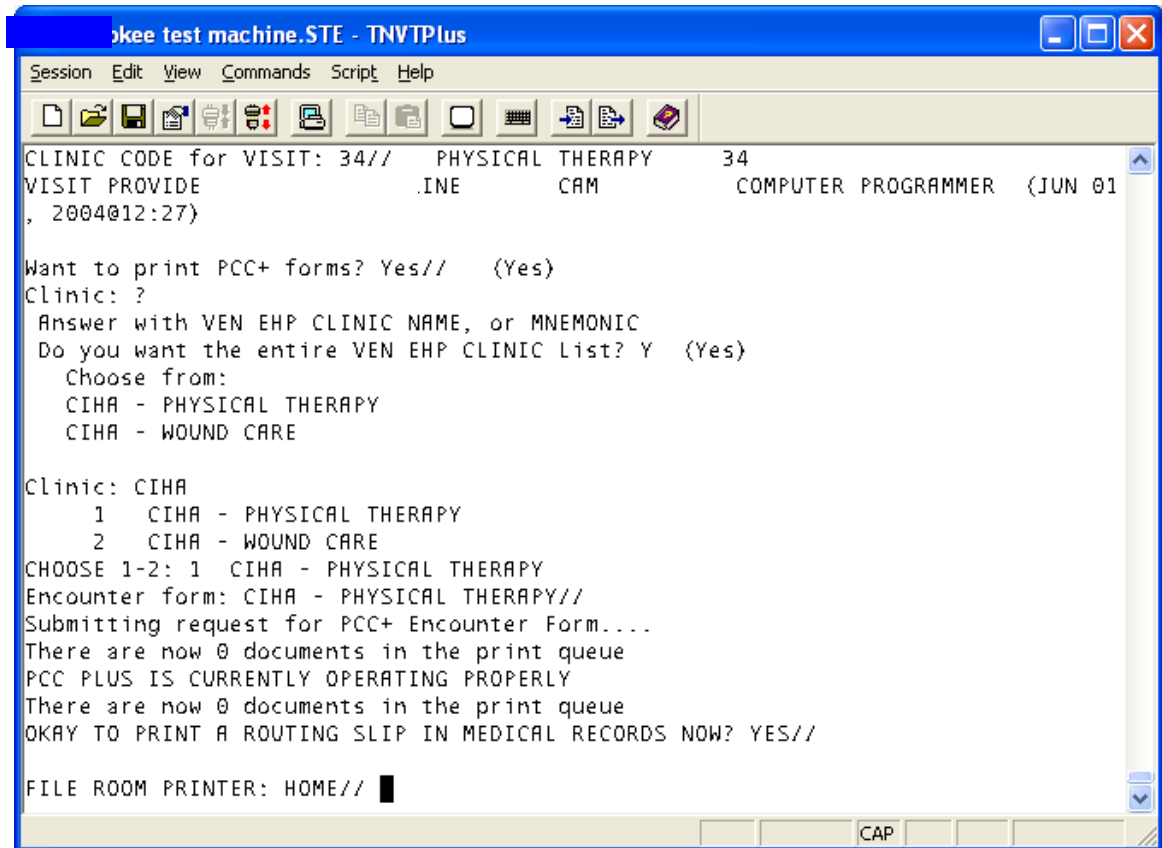 okee test machine.STE - TNVTPlus
Session Edit View Commands Script Help
CLINIC CODE for VISIT: 34// PHYSICAL THERAPY 34
VISIT PROVIDE INE CAM COMPUTER PROGRAMMER (JUN 01
, 2004@12:27)
Want to print PCC+ forms? Yes// (Yes)
Clinic: ?
Answer with VEN EHP CLINIC NAME, or MNEMONIC
Do you want the entire VEN EHP CLINIC List? Y (Yes)
Choose from:
CIHA - PHYSICAL THERAPY
CIHA - WOUND CARE
Clinic: CIHA
1 CIHA - PHYSICAL THERAPY
2 CIHA - WOUND CARE
CHOOSE 1-2: 1 CIHA - PHYSICAL THERAPY
Encounter form: CIHA - PHYSICAL THERAPY//
Submitting request for PCC+ Encounter Form....
There are now 0 documents in the print queue
PCC PLUS IS CURRENTLY OPERATING PROPERLY
There are now 0 documents in the print queue
OKAY TO PRINT A ROUTING SLIP IN MEDICAL RECORDS NOW? YES//
FILE ROOM PRINTER: HOME//
CAP